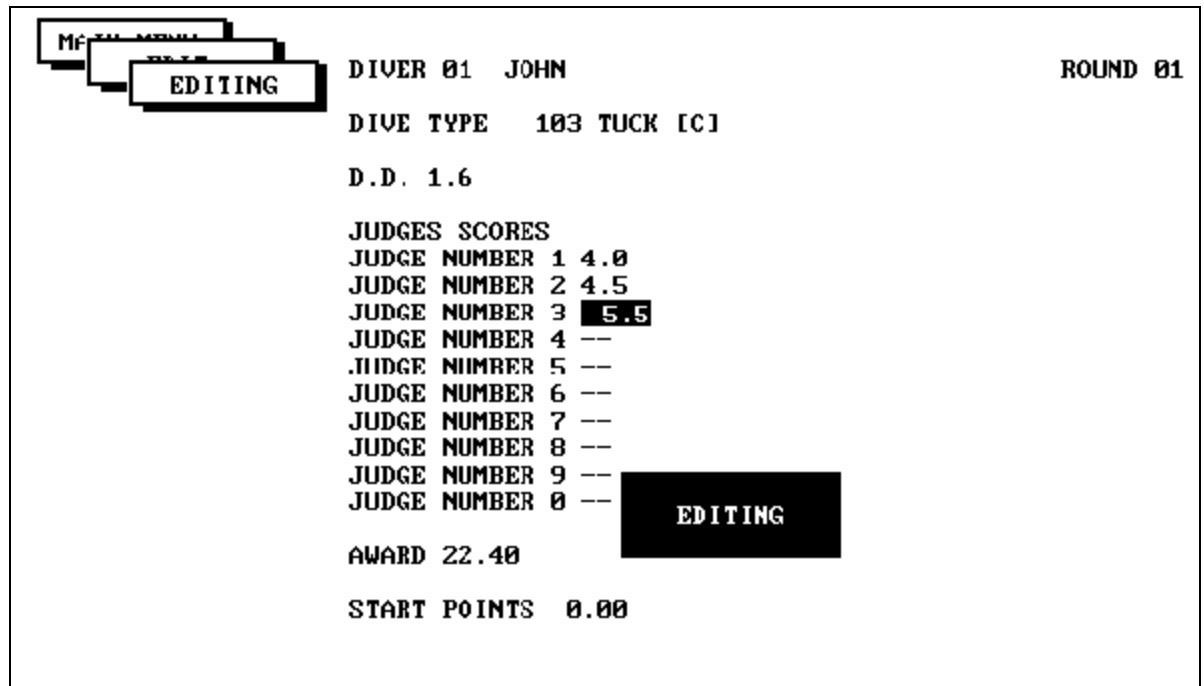 MAIN MENU
EDITING
DIVER 01 JOHN
ROUND 01
DIVE TYPE 103 TUCK [C]
D.D. 1.6
JUDGES SCORES
JUDGE NUMBER 1 4.0
JUDGE NUMBER 2 4.5
JUDGE NUMBER 3 5.5
JUDGE NUMBER 4 --
JUDGE NUMBER 5 --
JUDGE NUMBER 6 --
JUDGE NUMBER 7 --
JUDGE NUMBER 8 --
JUDGE NUMBER 9 --
JUDGE NUMBER 0 --
EDITING
AWARD 22.40
START POINTS 0.00